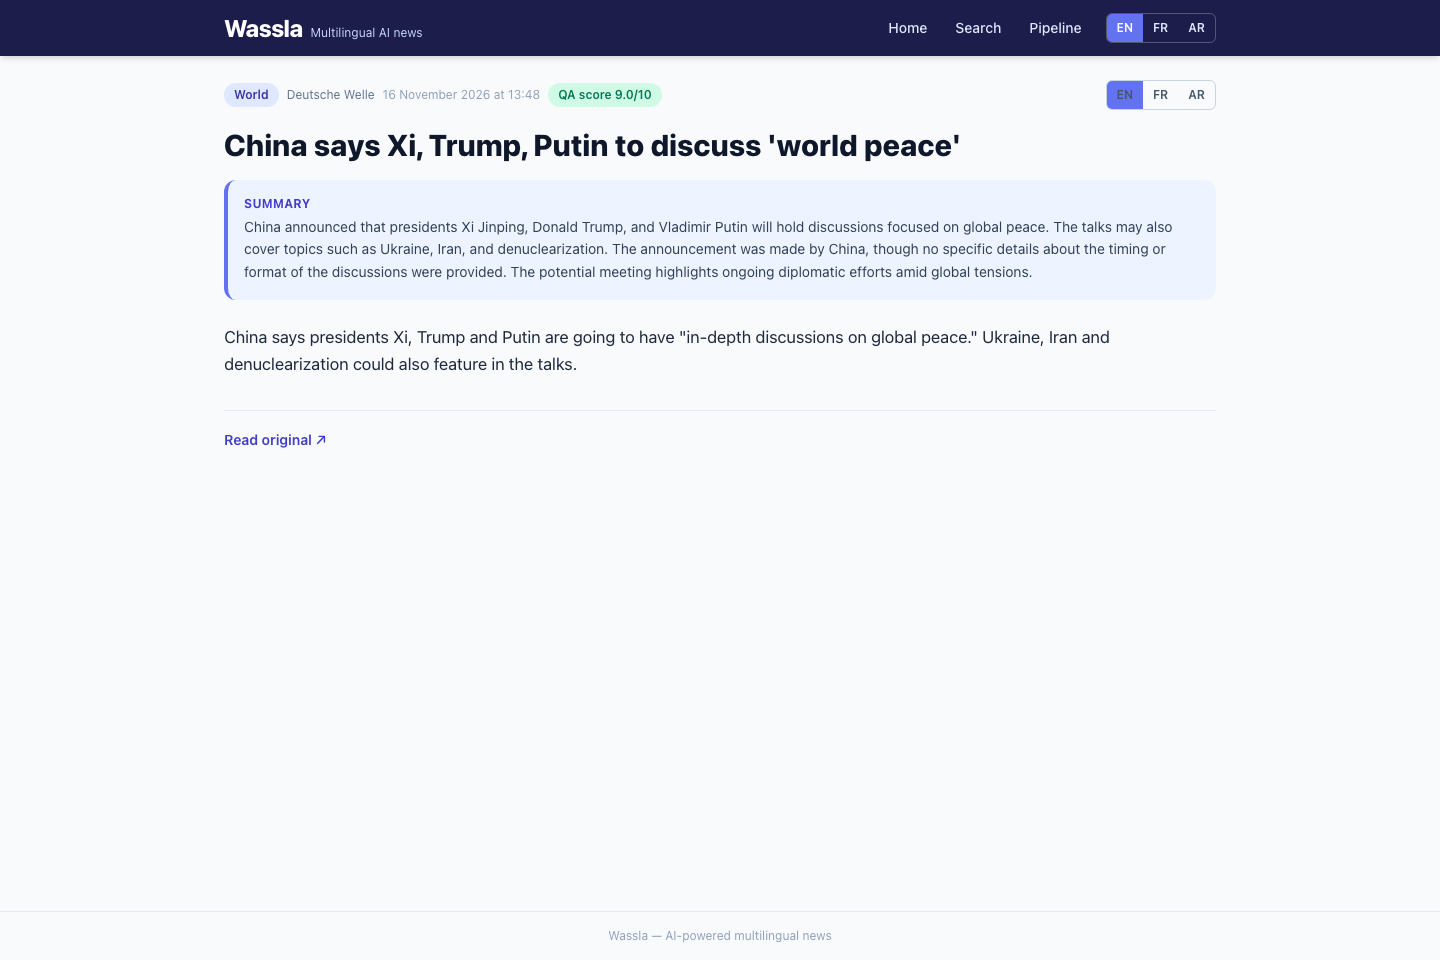 Wassla Multilingual AI news Home Search Pipeline EN FR AR
World Deutsche Welle 16 November 2026 at 13:48 QA score 9.0/10 EN FR AR
China says Xi, Trump, Putin to discuss 'world peace'
SUMMARY
China announced that presidents Xi Jinping, Donald Trump, and Vladimir Putin will hold discussions focused on global peace. The talks may also
cover topics such as Ukraine, Iran, and denuclearization. The announcement was made by China, though no specific details about the timing or
format of the discussions were provided. The potential meeting highlights ongoing diplomatic efforts amid global tensions.
China says presidents Xi, Trump and Putin are going to have "in-depth discussions on global peace." Ukraine, Iran and
denuclearization could also feature in the talks.
Read original ↗
Wassla — AI-powered multilingual news